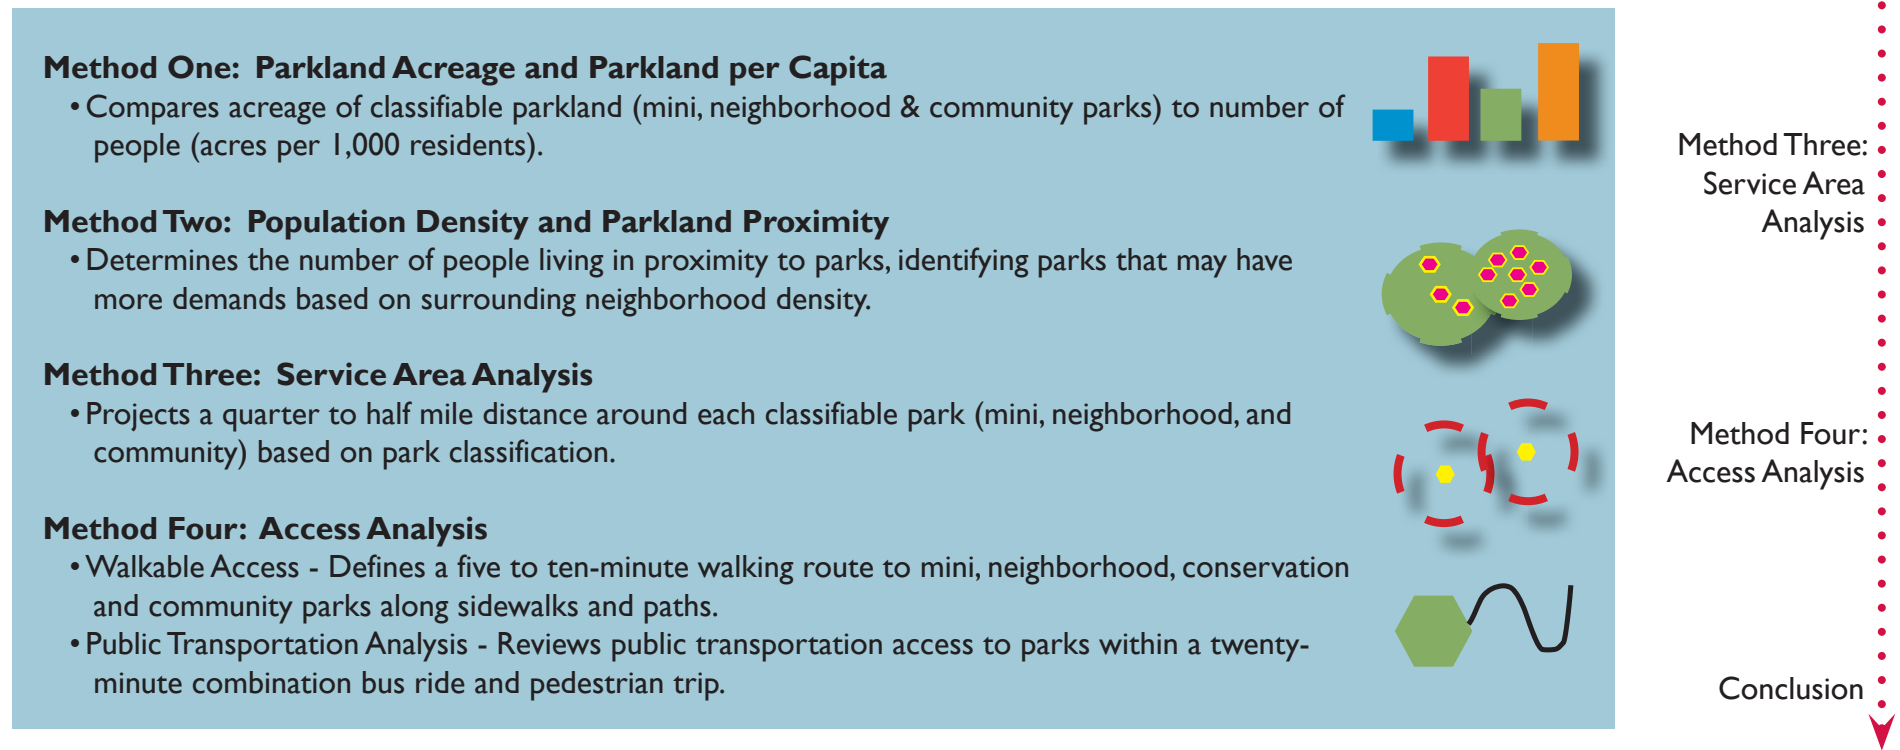 Method One: Parkland Acreage and Parkland per Capita
• Compares acreage of classifiable parkland (mini, neighborhood & community parks) to number of
people (acres per 1,000 residents).
Method Two: Population Density and Parkland Proximity
• Determines the number of people living in proximity to parks, identifying parks that may have
more demands based on surrounding neighborhood density.
Method Three: Service Area Analysis
• Projects a quarter to half mile distance around each classifiable park (mini, neighborhood, and
community) based on park classification.
Method Four: Access Analysis
• Walkable Access - Defines a five to ten-minute walking route to mini, neighborhood, conservation
and community parks along sidewalks and paths.
• Public Transportation Analysis - Reviews public transportation access to parks within a twenty-
minute combination bus ride and pedestrian trip.
Method Three:
Service Area
Analysis
Method Four:
Access Analysis
Conclusion